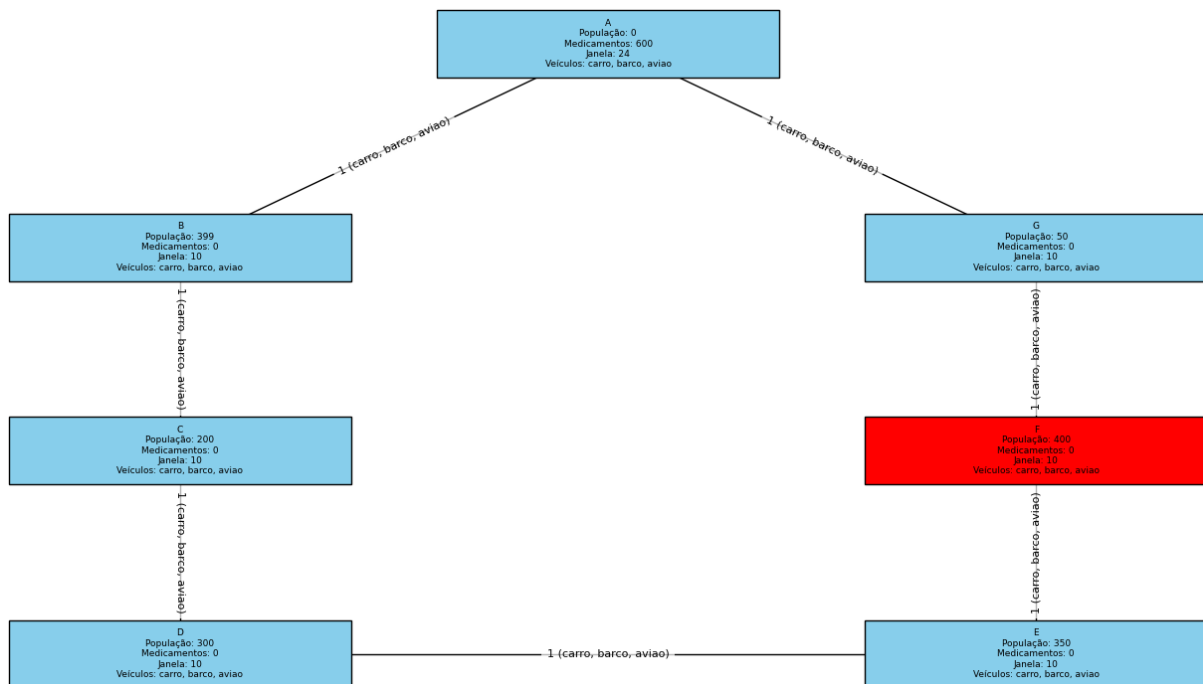 A
População: 0
Medicamentos: 600
Janela: 24
Veículos: carro, barco, aviao
1 (carro, barco, aviao)
1 (carro, barco, aviao)
B
População: 399
Medicamentos: 0
Janela: 10
Veículos: carro, barco, aviao
G
População: 50
Medicamentos: 0
Janela: 10
Veículos: carro, barco, aviao
1 (carro, barco, aviao)
1 (carro, barco, aviao)
C
População: 200
Medicamentos: 0
Janela: 10
Veículos: carro, barco, aviao
F
População: 400
Medicamentos: 0
Janela: 10
Veículos: carro, barco, aviao
1 (carro, barco, aviao)
1 (carro, barco, aviao)
D
População: 300
Medicamentos: 0
Janela: 10
Veículos: carro, barco, aviao
1 (carro, barco, aviao)
E
População: 350
Medicamentos: 0
Janela: 10
Veículos: carro, barco, aviao